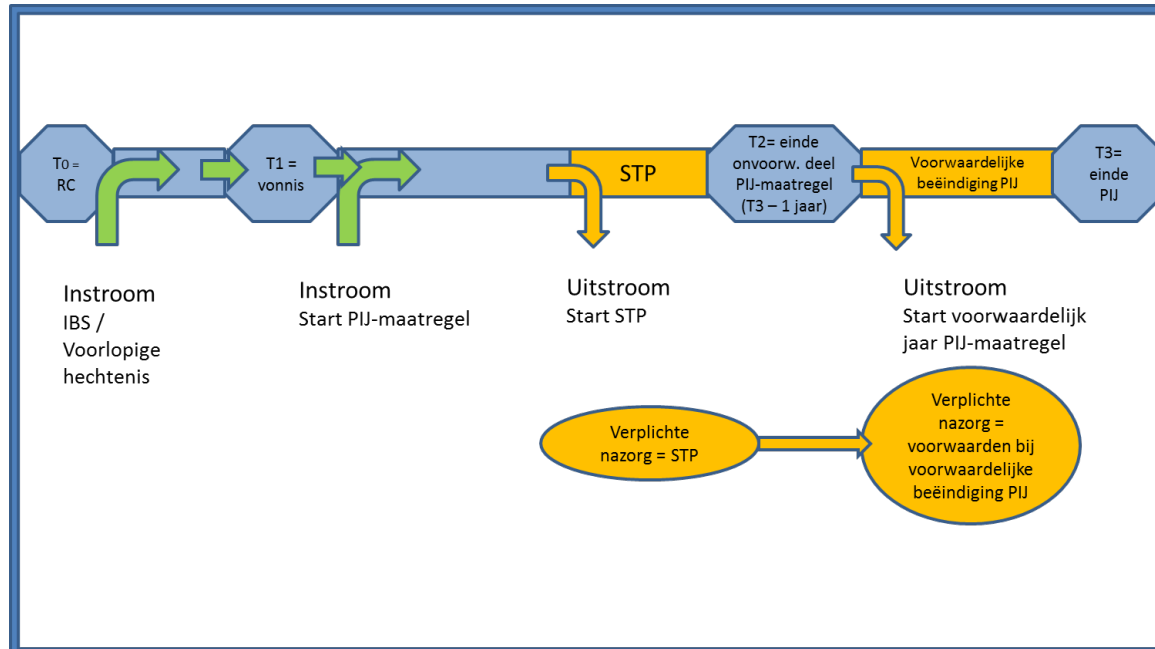 T0 =
RC
T1 =
vonnis
STP
T2= einde
onvoorw. deel
PIJ-maatregel
(T3 – 1 jaar)
Voorwaardelijke
beëindiging PIJ
T3=
einde
PIJ
Instroom
IBS /
Voorlopige
hechtenis
Instroom
Start PIJ-maatregel
Uitstroom
Start STP
Uitstroom
Start voorwaardelijk
jaar PIJ-maatregel
Verplichte
nazorg = STP
Verplichte
nazorg =
voorwaarden bij
voorwaardelijke
beëindiging PIJ